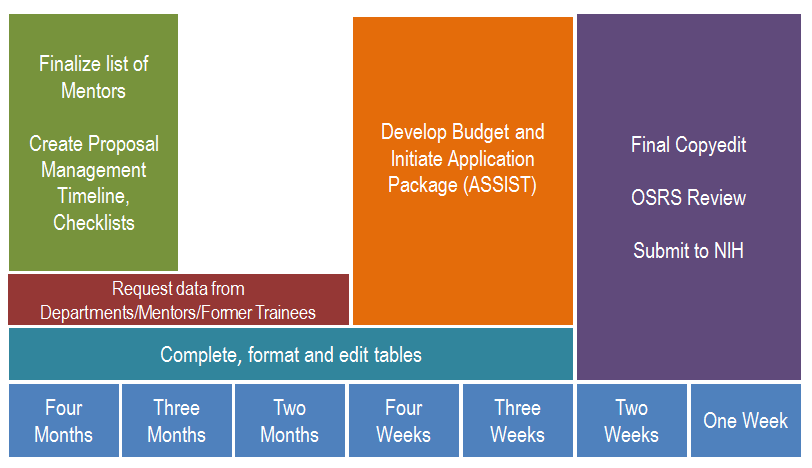 Finalize list of
Mentors
Create Proposal
Management
Timeline,
Checklists
Develop Budget and
Initiate Application
Package (ASSIST)
Final Copyedit
OSRS Review
Submit to NIH
Request data from
Departments/Mentors/Former Trainees
Complete, format and edit tables
Four
Months
Three
Months
Two
Months
Four
Weeks
Three
Weeks
Two
Weeks
One Week